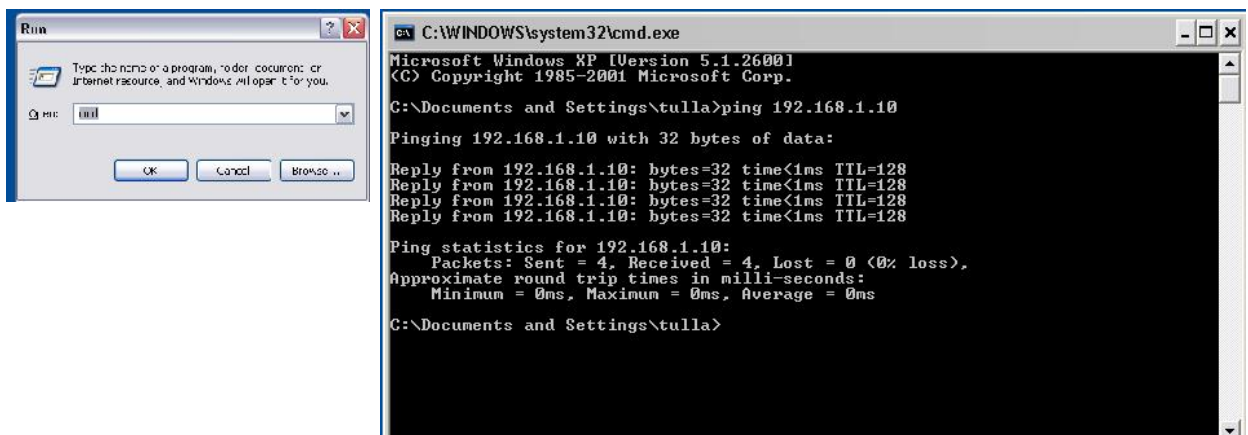 Run
Type the name of a program, folder, document, or
Internet resource, and Windows will open it for you.
Open:
cmd
OK
Cancel
Browse...
C:\WINDOWS\system32\cmd.exe
Microsoft Windows XP [Version 5.1.2600]
(C) Copyright 1985-2001 Microsoft Corp.
C:\Documents and Settings\tulla>ping 192.168.1.10
Pinging 192.168.1.10 with 32 bytes of data:
Reply from 192.168.1.10: bytes=32 time<1ms TTL=128
Reply from 192.168.1.10: bytes=32 time<1ms TTL=128
Reply from 192.168.1.10: bytes=32 time<1ms TTL=128
Reply from 192.168.1.10: bytes=32 time<1ms TTL=128
Ping statistics for 192.168.1.10:
Packets: Sent = 4, Received = 4, Lost = 0 (0% loss),
Approximate round trip times in milli-seconds:
Minimum = 0ms, Maximum = 0ms, Average = 0ms
C:\Documents and Settings\tulla>